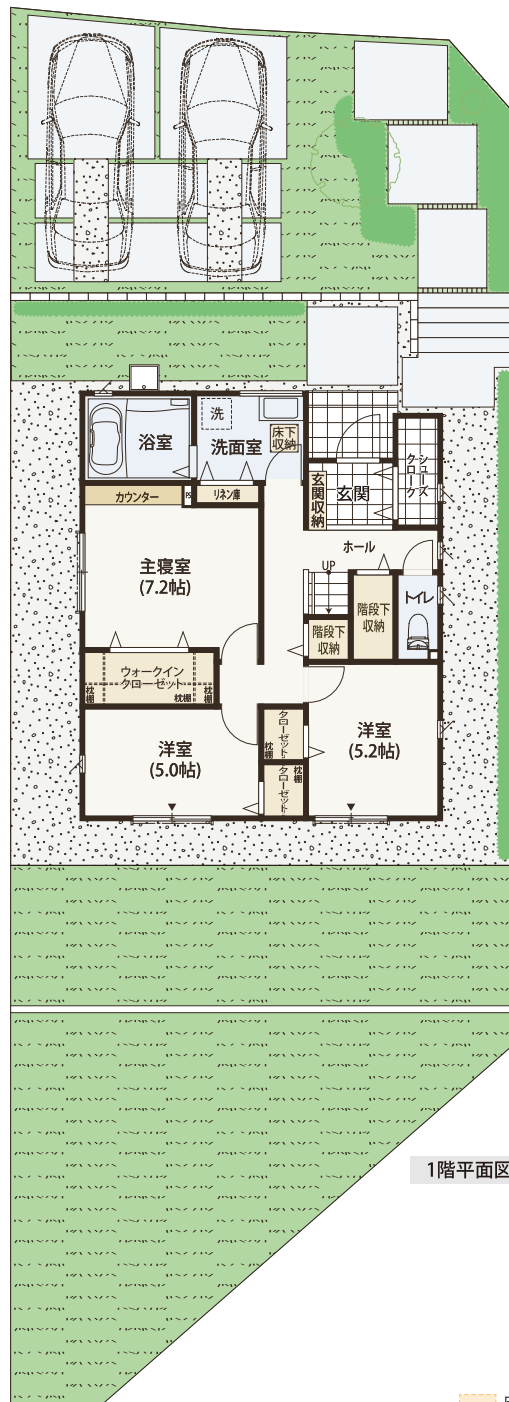 浴室
洗
洗面室
床下
収納
カウンター
PS
リネン庫
玄関収納
玄関
シューズ
クローク
ホール
UP
主寝室
(7.2帖)
階段下
収納
階段下
収納
トイレ
ウォークイン
クローゼット
枕棚
枕棚
枕棚
洋室
(5.0帖)
クローゼット
枕棚
クローゼット
枕棚
洋室
(5.2帖)
1階平面図